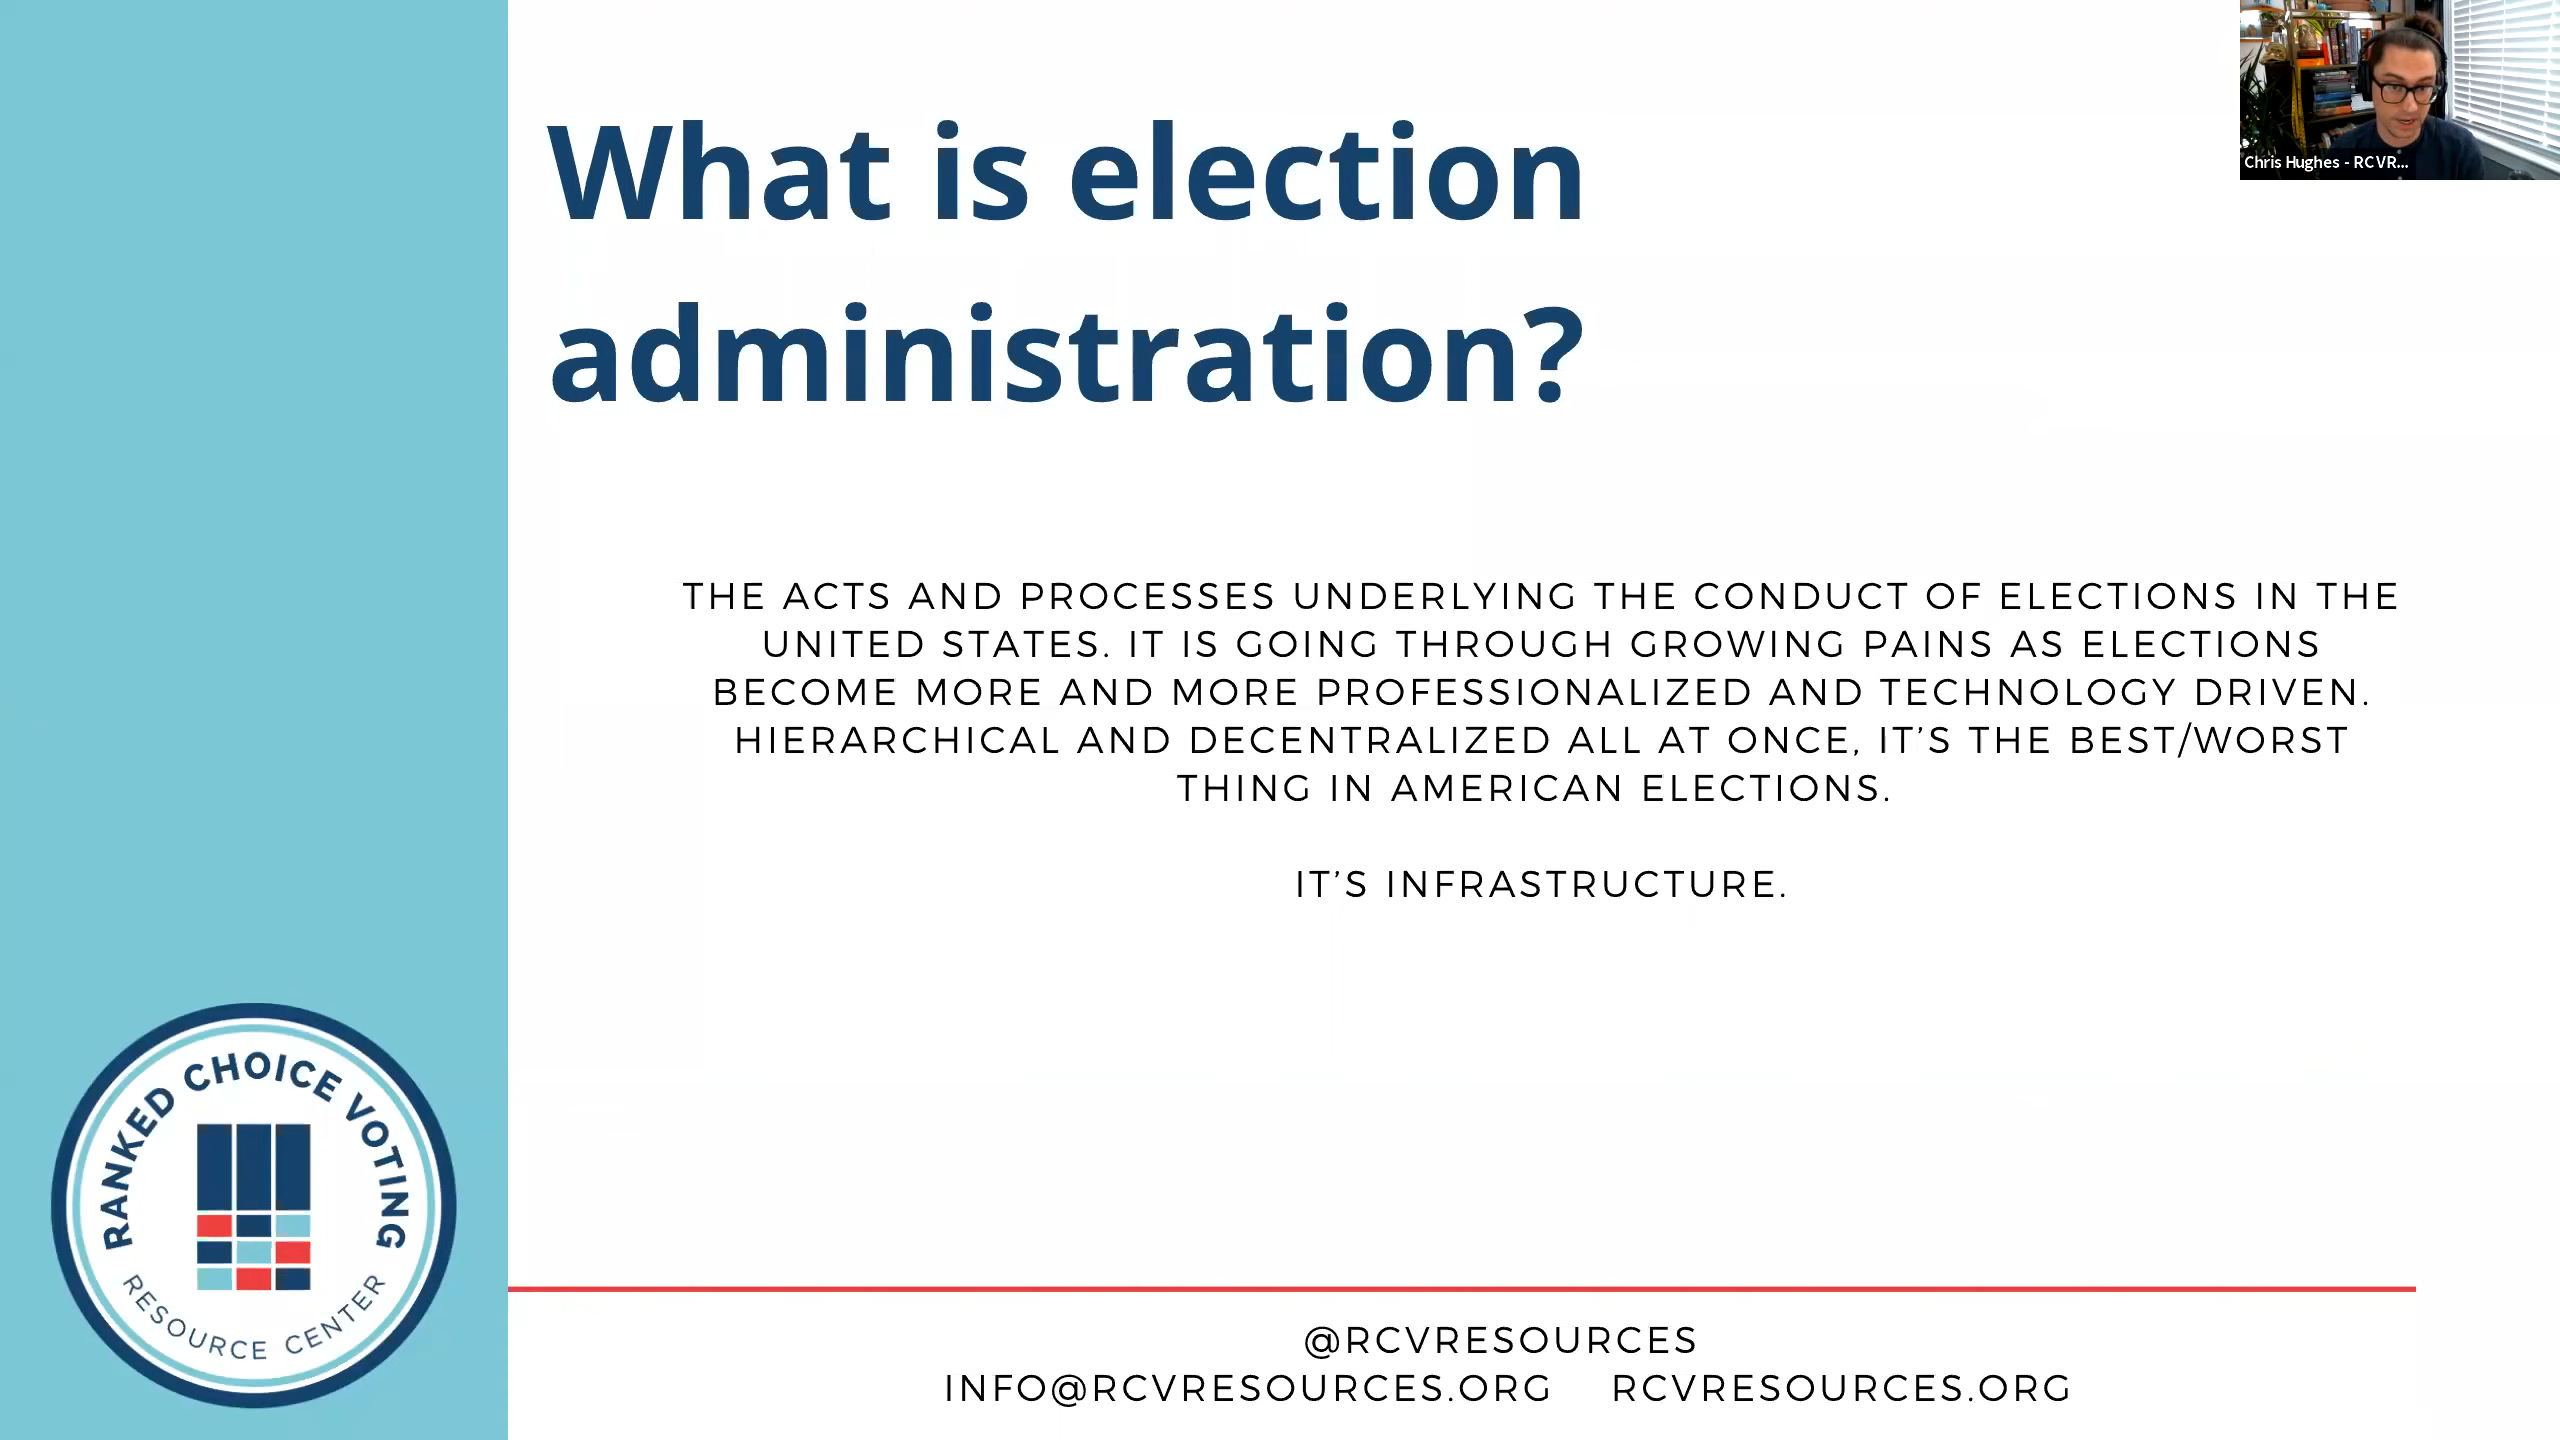 What is election
administration?
Chris Hughes - RCVR...
THE ACTS AND PROCESSES UNDERLYING THE CONDUCT OF ELECTIONS IN THE
UNITED STATES. IT IS GOING THROUGH GROWING PAINS AS ELECTIONS
BECOME MORE AND MORE PROFESSIONALIZED AND TECHNOLOGY DRIVEN.
HIERARCHICAL AND DECENTRALIZED ALL AT ONCE, IT’S THE BEST/WORST
THING IN AMERICAN ELECTIONS.
IT’S INFRASTRUCTURE.
RANKED CHOICE VOTING
RESOURCE CENTER
@RCVRESOURCES
INFO@RCVRESOURCES.ORG RCVRESOURCES.ORG